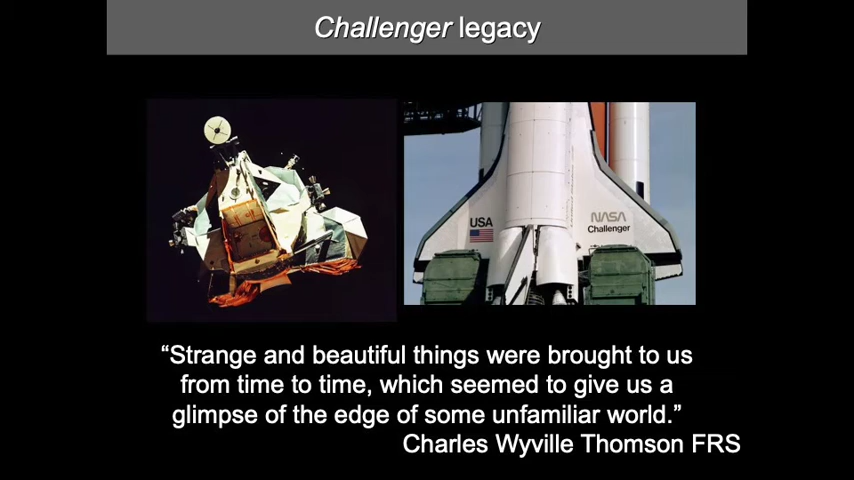 Challenger legacy
USA
NASA
Challenger
“Strange and beautiful things were brought to us
from time to time, which seemed to give us a
glimpse of the edge of some unfamiliar world.”
Charles Wyville Thomson FRS